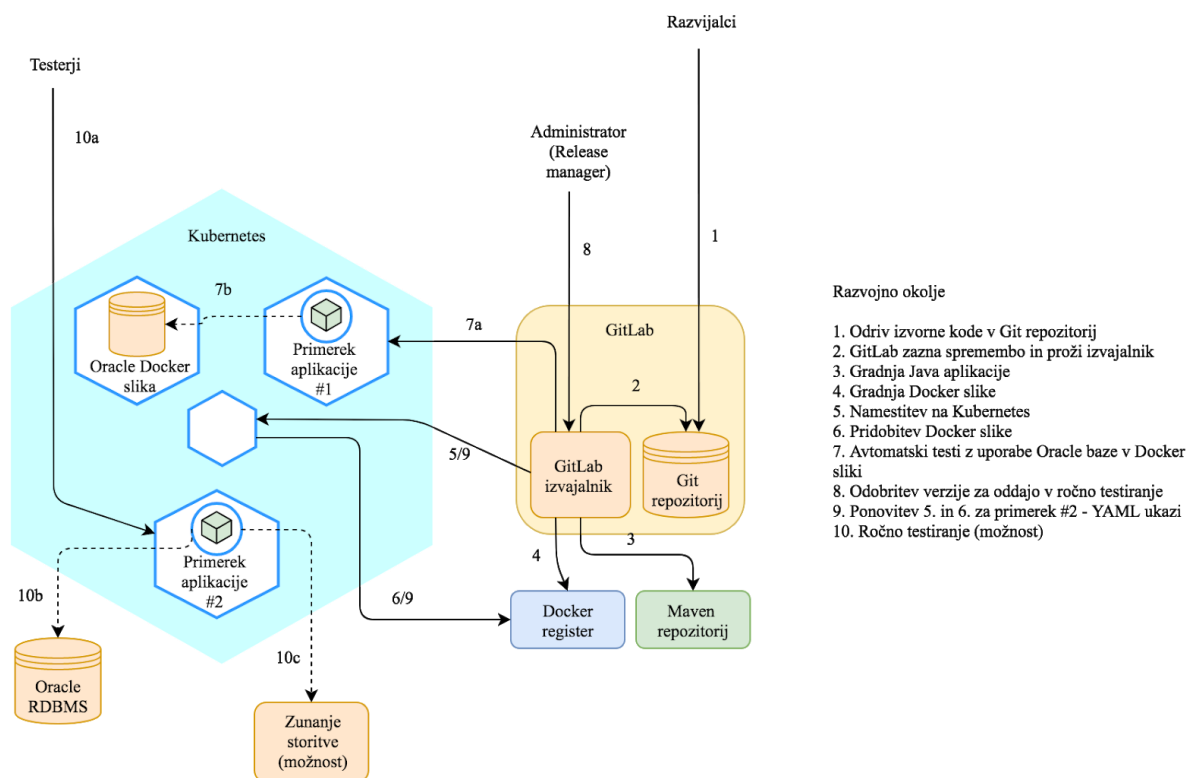 Razvijalci
Testerji
10a
Administrator
(Release
manager)
Kubernetes
8
1
7b
7a
GitLab
Oracle Docker
slika
Primerek
aplikacije
#1
2
5/9
GitLab
izvajalnik
Git
repozitorij
Primerek
aplikacije
#2
4
3
10b
6/9
Docker
register
Maven
repozitorij
10c
Oracle
RDBMS
Zunanje
storitve
(možnost)
Razvojno okolje
1. Odriv izvorne kode v Git repozitorij
2. GitLab zazna spremembo in proži izvajalnik
3. Gradnja Java aplikacije
4. Gradnja Docker slike
5. Namestitev na Kubernetes
6. Pridobitev Docker slike
7. Avtomatski testi z uporabe Oracle baze v Docker
sliki
8. Odobritev verzije za oddajo v ročno testiranje
9. Ponovitev 5. in 6. za primerek #2 - YAML ukazi
10. Ročno testiranje (možnost)